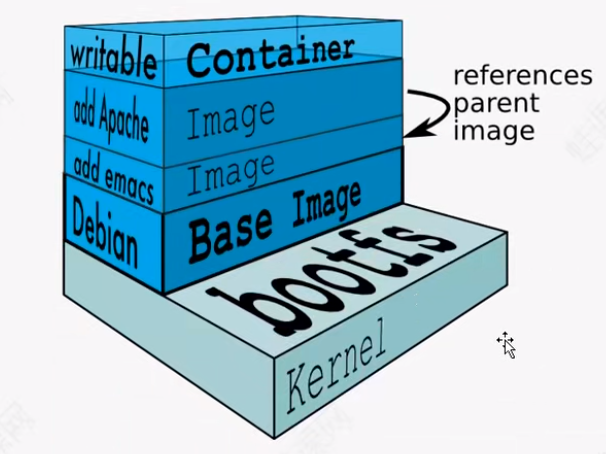 writable Container
add Apache Image
add emacs Image
Debian Base Image
bootfs
Kernel
references
parent
image